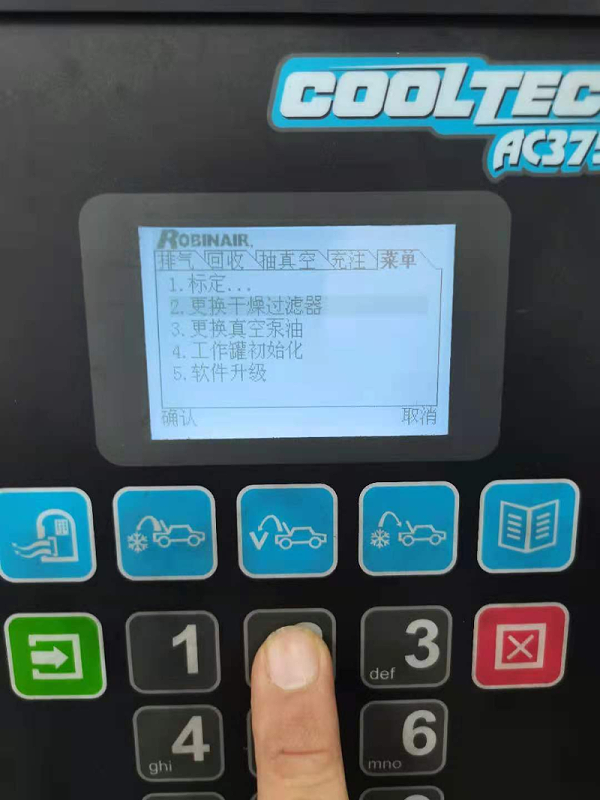 COOLTEC
AC375
ROBINAIR
排气 回收 抽真空 充注 菜单
1.标定...
2.更换干燥过滤器
3.更换真空泵油
4.工作罐初始化
5.软件升级
确认 取消
1
3
def
4
ghi
6
mno